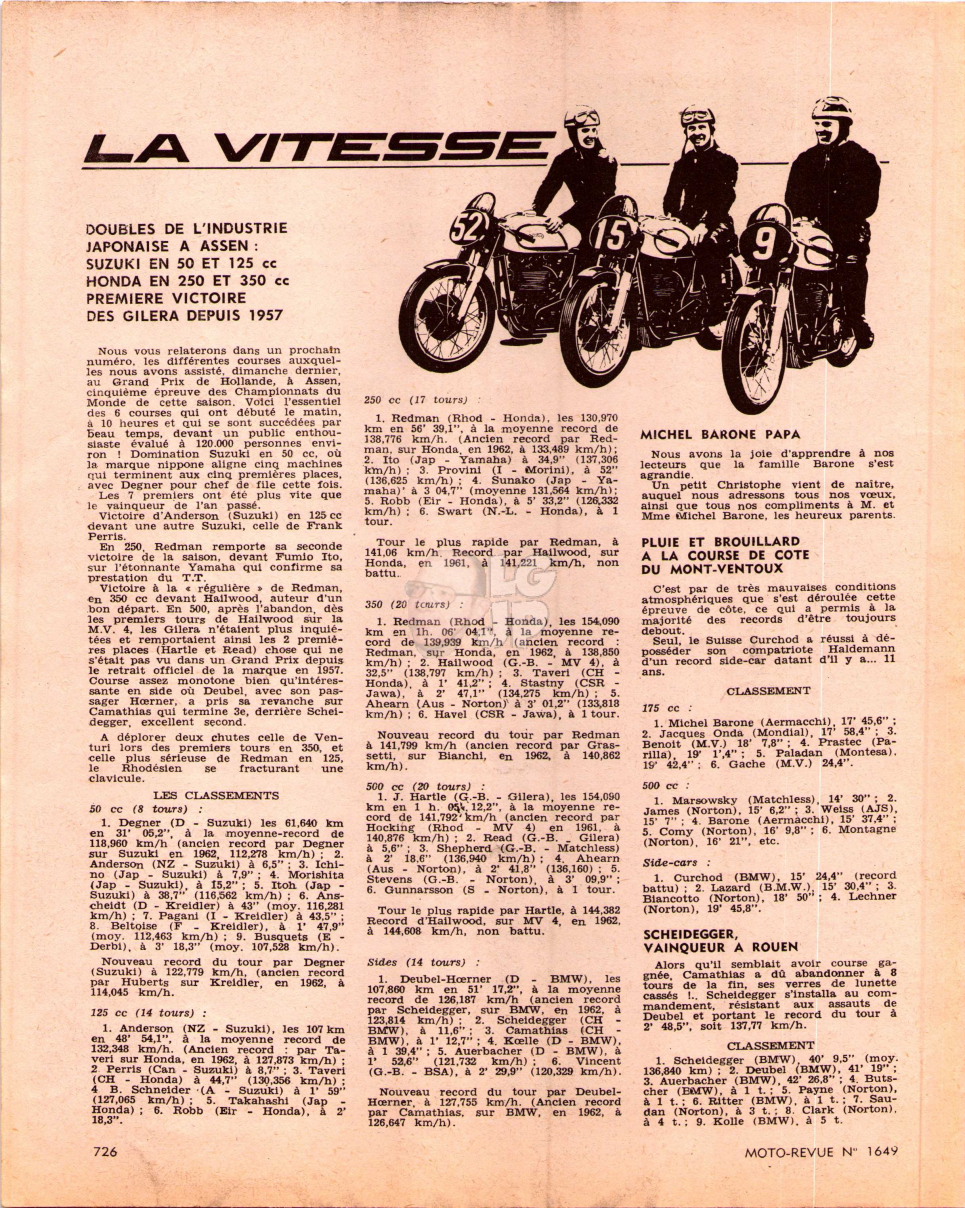 LA VITESSE
52
15
9
DOUBLES DE L'INDUSTRIE
JAPONAISE A ASSEN :
SUZUKI EN 50 ET 125 cc
HONDA EN 250 ET 350 cc
PREMIERE VICTOIRE
DES GILERA DEPUIS 1957
Nous vous relaterons dans un prochain
numéro, les différentes courses auxquel-
les nous avons assisté, dimanche dernier,
au Grand Prix de Hollande, à Assen,
cinquième épreuve des Championnats du
Monde de cette saison. Voici l'essentiel
des 6 courses qui ont débuté le matin,
à 10 heures et qui se sont succédées par
beau temps, devant un public enthou-
siaste évalué à 120.000 personnes envi-
ron ! Domination Suzuki en 50 cc, où
la marque nippone aligne cinq machines
qui terminent aux cinq premières places,
avec Degner pour chef de file cette fois.
Les 7 premiers ont été plus vite que
le vainqueur de l'an passé.
Victoire d'Anderson (Suzuki) en 125 cc
devant une autre Suzuki, celle de Frank
Perris.
En 250, Redman remporte sa seconde
victoire de la saison, devant Fumio Ito,
sur l'étonnante Yamaha qui confirme sa
prestation du T.T.
Victoire à la « régulière » de Redman,
en 350 cc devant Hailwood, auteur d'un
bon départ. En 500, après l'abandon, dès
les premiers tours de Hailwood sur la
M.V. 4, les Gilera n'étaient plus inquié-
tées et remportaient ainsi les 2 premiè-
res places (Hartle et Read) chose qui ne
s'était pas vu dans un Grand Prix depuis
le retrait officiel de la marque en 1957.
Course assez monotone bien qu'intéres-
sante en side où Deubel, avec son pas-
sager Hœrner, a pris sa revanche sur
Camathias qui termine 3e, derrière Schei-
degger, excellent second.
A déplorer deux chutes celle de Ven-
turi lors des premiers tours en 350, et
celle plus sérieuse de Redman en 125,
le Rhodésien se fracturant une
clavicule.
LES CLASSEMENTS
50 cc (8 tours) :
1. Degner (D - Suzuki) les 61,640 km
en 31' 05,2", à la moyenne-record de
118,960 km/h (ancien record par Degner
sur Suzuki en 1962, 112,278 km/h) ; 2.
Anderson (NZ - Suzuki) à 6,5" ; 3. Ichi-
no (Jap - Suzuki) à 7,9" ; 4. Morishita
(Jap - Suzuki), à 15,2" ; 5. Itoh (Jap -
Suzuki) à 38,7" (116,562 km/h) ; 6. Ans-
cheidt (D - Kreidler) à 43" (moy. 116,281
km/h) ; 7. Pagani (I - Kreidler) à 43,5" ;
8. Beltoise (F - Kreidler), à 1' 47,9"
(moy. 112,463 km/h) ; 9. Busquets (E -
Derbi), à 3' 18,3" (moy. 107,528 km/h).
Nouveau record du tour par Degner
(Suzuki) à 122,779 km/h, (ancien record
par Huberts sur Kreidler, en 1962, à
114,045 km/h.
125 cc (14 tours) :
1. Anderson (NZ - Suzuki), les 107 km
en 48' 54,1", à la moyenne record de
132,348 km/h. (Ancien record : par Ta-
veri sur Honda, en 1962, à 127,873 km/h) ;
2 Perris (Can - Suzuki) à 8,7" ; 3. Taveri
(CH - Honda) à 44,7" (130,356 km/h) ;
4 B. Schneider (A - Suzuki) à 1' 59"
(127,065 km/h) ; 5. Takahashi (Jap -
Honda) ; 6. Robb (Eir - Honda), à 2'
18,3".
250 cc (17 tours) :
1. Redman (Rhod - Honda), les 130,970
km en 56' 39,1", à la moyenne record de
138,776 km/h. (Ancien record par Red-
man, sur Honda, en 1962, à 133,489 km/h) ;
2. Ito (Jap - Yamaha) à 34,9" (137,306
km/h) ; 3. Provini (I - Morini), à 52"
(136,625 km/h) ; 4. Sunako (Jap - Ya-
maha)' à 3 04,7" (moyenne 131,564 km/h) ;
5. Robb (Eir - Honda), à 5' 33,2" (126,332
km/h) ; 6. Swart (N.-L. - Honda), à 1
tour.
Tour le plus rapide par Redman, à
141,06 km/h. Record par Hailwood, sur
Honda, en 1961, à 141,221 km/h, non
battu.
350 (20 tours) :
1. Redman (Rhod - Honda), les 154,090
km en 1h. 06' 04,1", à la moyenne re-
cord de 139,939 km/h (ancien record :
Redman, sur Honda, en 1962, à 138,850
km/h) ; 2. Hailwood (G.-B. - MV 4), à
32,5" (138,797 km/h) ; 3. Taveri (CH -
Honda), à 1' 41,2" ; 4. Stastny (CSR -
Jawa), à 2' 47,1" (134,275 km/h) ; 5.
Ahearn (Aus - Norton) à 3' 01,2" (133,818
km/h) ; 6. Havel (CSR - Jawa), à 1 tour.
Nouveau record du tour par Redman
à 141,799 km/h (ancien record par Gras-
setti, sur Bianchi, en 1962, à 140,862
km/h).
500 cc (20 tours) :
1. J. Hartle (G.-B. - Gilera), les 154,090
km en 1 h. 12,2", à la moyenne re-
cord de 141,792 km/h (ancien record par
Hocking (Rhod - MV 4) en 1961, à
140,876 km/h) ; 2. Read (G.-B. - Gilera)
à 5,6" ; 3. Shepherd (G.-B. - Matchless)
à 2' 18,6" (136,940 km/h) ; 4. Ahearn
(Aus - Norton), à 2' 41,8" (136,160) ; 5.
Stevens (G.-B. - Norton), à 3' 09,9" ;
6. Gunnarsson (S - Norton), à 1 tour.
Tour le plus rapide par Hartle, à 144,382
Record d'Hailwood, sur MV 4, en 1962,
à 144,608 km/h, non battu.
Sides (14 tours) :
1. Deubel-Hœrner (D - BMW), les
107,860 km en 51' 17,2", à la moyenne
record de 126,187 km/h (ancien record
par Scheidegger, sur BMW, en 1962, à
123,814 km/h) ; 2. Scheidegger (CH -
BMW), à 11,6" ; 3. Camathias (CH -
BMW), à 1' 12,7" ; 4. Kœlle (D - BMW),
à 1 39,4" ; 5. Auerbacher (D - BMW), à
1' 52,6" (121,732 km/h) ; 6. Vincent
(G.-B. - BSA), à 2' 29,9" (120,329 km/h).
Nouveau record du tour par Deubel-
Hœrner, à 127,755 km/h. (Ancien record
par Camathias, sur BMW, en 1962, à
126,647 km/h).
MICHEL BARONE PAPA
Nous avons la joie d'apprendre à nos
lecteurs que la famille Barone s'est
agrandie.
Un petit Christophe vient de naître,
auquel nous adressons tous nos vœux,
ainsi que tous nos compliments à M. et
Mme Michel Barone, les heureux parents.
PLUIE ET BROUILLARD
A LA COURSE DE COTE
DU MONT-VENTOUX
C'est par de très mauvaises conditions
atmosphériques que s'est déroulée cette
épreuve de côte, ce qui a permis à la
majorité des records d'être toujours
debout.
Seul, le Suisse Curchod a réussi à dé-
posséder son compatriote Haldemann
d'un record side-car datant d'il y a... 11
ans.
CLASSEMENT
175 cc :
1. Michel Barone (Aermacchi), 17' 45,6" ;
2. Jacques Onda (Mondial), 17' 58,4" ; 3.
Benoit (M.V.) 18' 7,8" ; 4. Prastec (Pa-
rilla), 19' 1',4" ; 5. Paladan (Montesa),
19' 42,4" ; 6. Gache (M.V.) 24,4".
500 cc :
1. Marsowsky (Matchless), 14' 30" ; 2.
James (Norton), 15' 6,2" ; 3. Weiss (AJS),
15' 7" ; 4. Barone (Aermacchi), 15' 37,4" ;
5. Comy (Norton), 16' 9,8" ; 6. Montagne
(Norton), 16' 21", etc.
Side-cars :
1. Curchod (BMW), 15' 24,4" (record
battu) ; 2. Lazard (B.M.W.), 15' 30,4" ; 3.
Biancotto (Norton), 18' 50" ; 4. Lechner
(Norton), 19' 45,8".
SCHEIDEGGER,
VAINQUEUR A ROUEN
Alors qu'il semblait avoir course ga-
gnée, Camathias a dû abandonner à 8
tours de la fin, ses verres de lunette
cassés !.. Scheidegger s'installa au com-
mandement, résistant aux assauts de
Deubel et portant le record du tour à
2' 48,5", soit 137,77 km/h.
CLASSEMENT
1. Scheidegger (BMW), 40' 9,5" (moy.
136,840 km) ; 2. Deubel (BMW), 41' 19" ;
3. Auerbacher (BMW), 42' 26,8" ; 4. Buts-
cher (BMW), à 1 t. ; 5. Payne (Norton),
à 1 t. ; 6. Ritter (BMW), à 1 t. ; 7. Sau-
dan (Norton), à 3 t. ; 8. Clark (Norton),
à 4 t. ; 9. Kolle (BMW), à 5 t.
726
MOTO-REVUE N° 1649